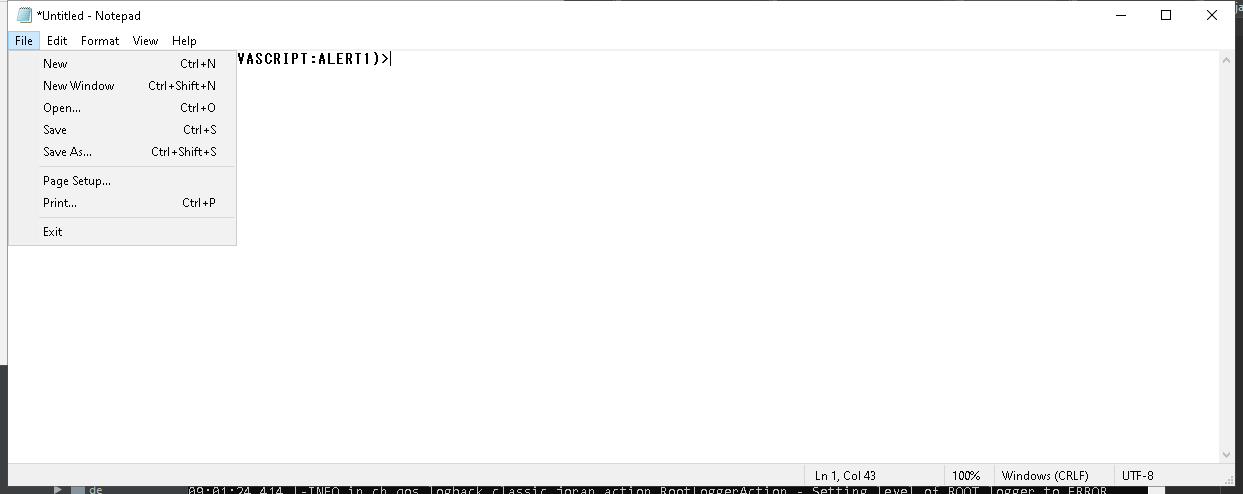 *Untitled - Notepad
File Edit Format View Help
VASCRIPT:ALERT1)>
New Ctrl+N
New Window Ctrl+Shift+N
Open... Ctrl+O
Save Ctrl+S
Save As... Ctrl+Shift+S
Page Setup...
Print... Ctrl+P
Exit
Ln 1, Col 43 100% Windows (CRLF) UTF-8
de 09:01:24.414 |-INFO in ch.qos.logback.classic.joran.action.RootLoggerAction - Setting level of ROOT logger to ERROR